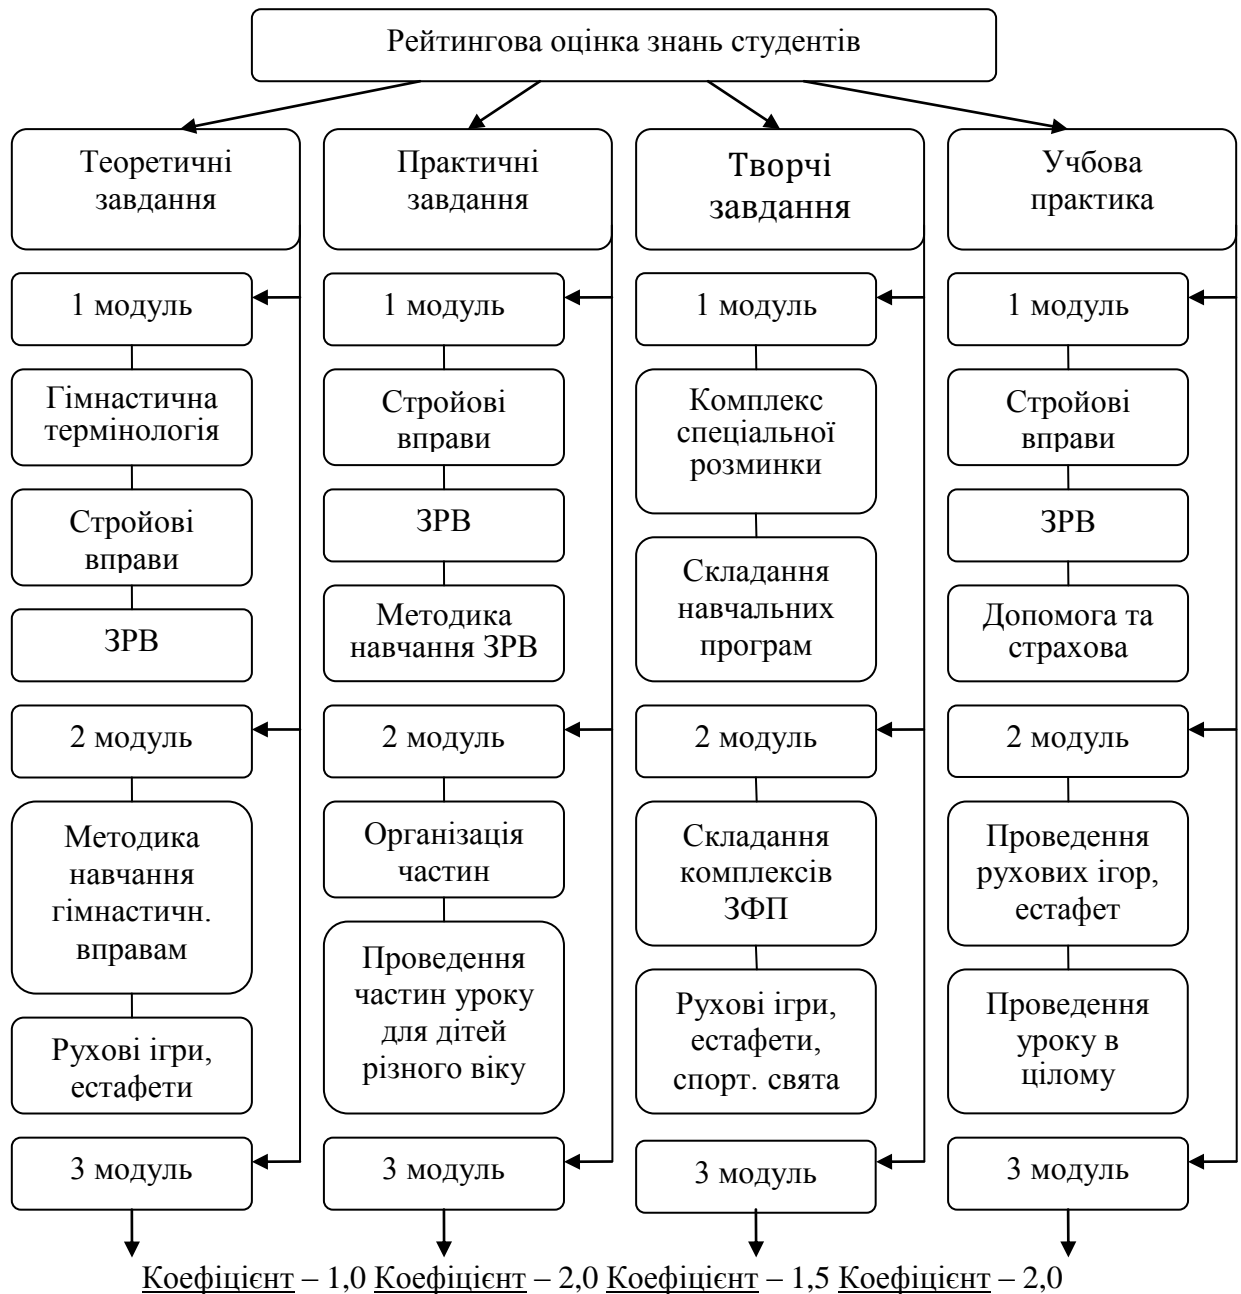 Рейтингова оцінка знань студентів
Теоретичні
завдання
Практичні
завдання
Творчі
завдання
Учбова
практика
1 модуль
1 модуль
1 модуль
1 модуль
Гімнастична
термінологія
Стройові
вправи
Комплекс
спеціальної
розминки
Стройові
вправи
Стройові
вправи
ЗРВ
Складання
навчальних
програм
ЗРВ
ЗРВ
Методика
навчання ЗРВ
Допомога та
страхова
2 модуль
2 модуль
2 модуль
2 модуль
Методика
навчання
гімнастичн.
вправам
Організація
частин
Складання
комплексів
ЗФП
Проведення
рухових ігор,
естафет
Рухові ігри,
естафети
Проведення
частин уроку
для дітей
різного віку
Рухові ігри,
естафети,
спорт. свята
Проведення
уроку в
цілому
3 модуль
3 модуль
3 модуль
3 модуль
Коефіцієнт – 1,0 Коефіцієнт – 2,0 Коефіцієнт – 1,5 Коефіцієнт – 2,0